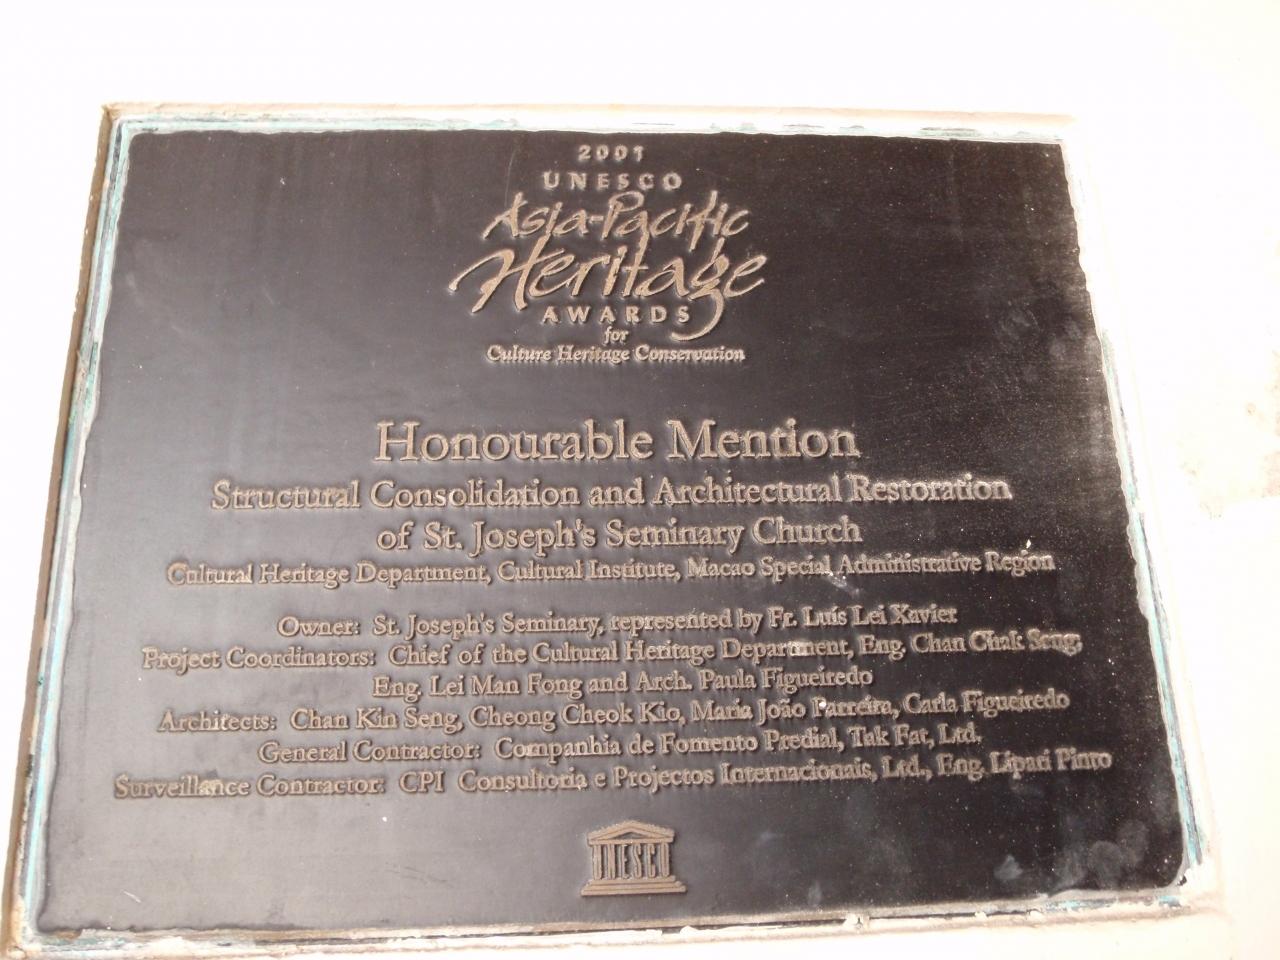 2001
UNESCO
Asia-Pacific
Heritage
AWARDS
for
Culture Heritage Conservation
Honourable Mention
Structural Consolidation and Architectural Restoration
of St. Joseph's Seminary Church
Cultural Heritage Department, Cultural Institute, Macao Special Administrative Region
Owner: St. Joseph's Seminary, represented by Fr. Luís Lei Xavier
Project Coordinators: Chief of the Cultural Heritage Department, Eng. Chan Chak Seng,
Eng. Lei Man Fong and Arch. Paula Figueiredo
Architects: Chan Kin Seng, Cheong Cheok Kio, Maria João Parreira, Carla Figueiredo
General Contractor: Companhia de Fomento Predial, Tak Fat, Ltd.
Surveillance Contractor: CPI Consultoria e Projectos Internacionais, Ltd., Eng. Lipati Pinto
UNESCO